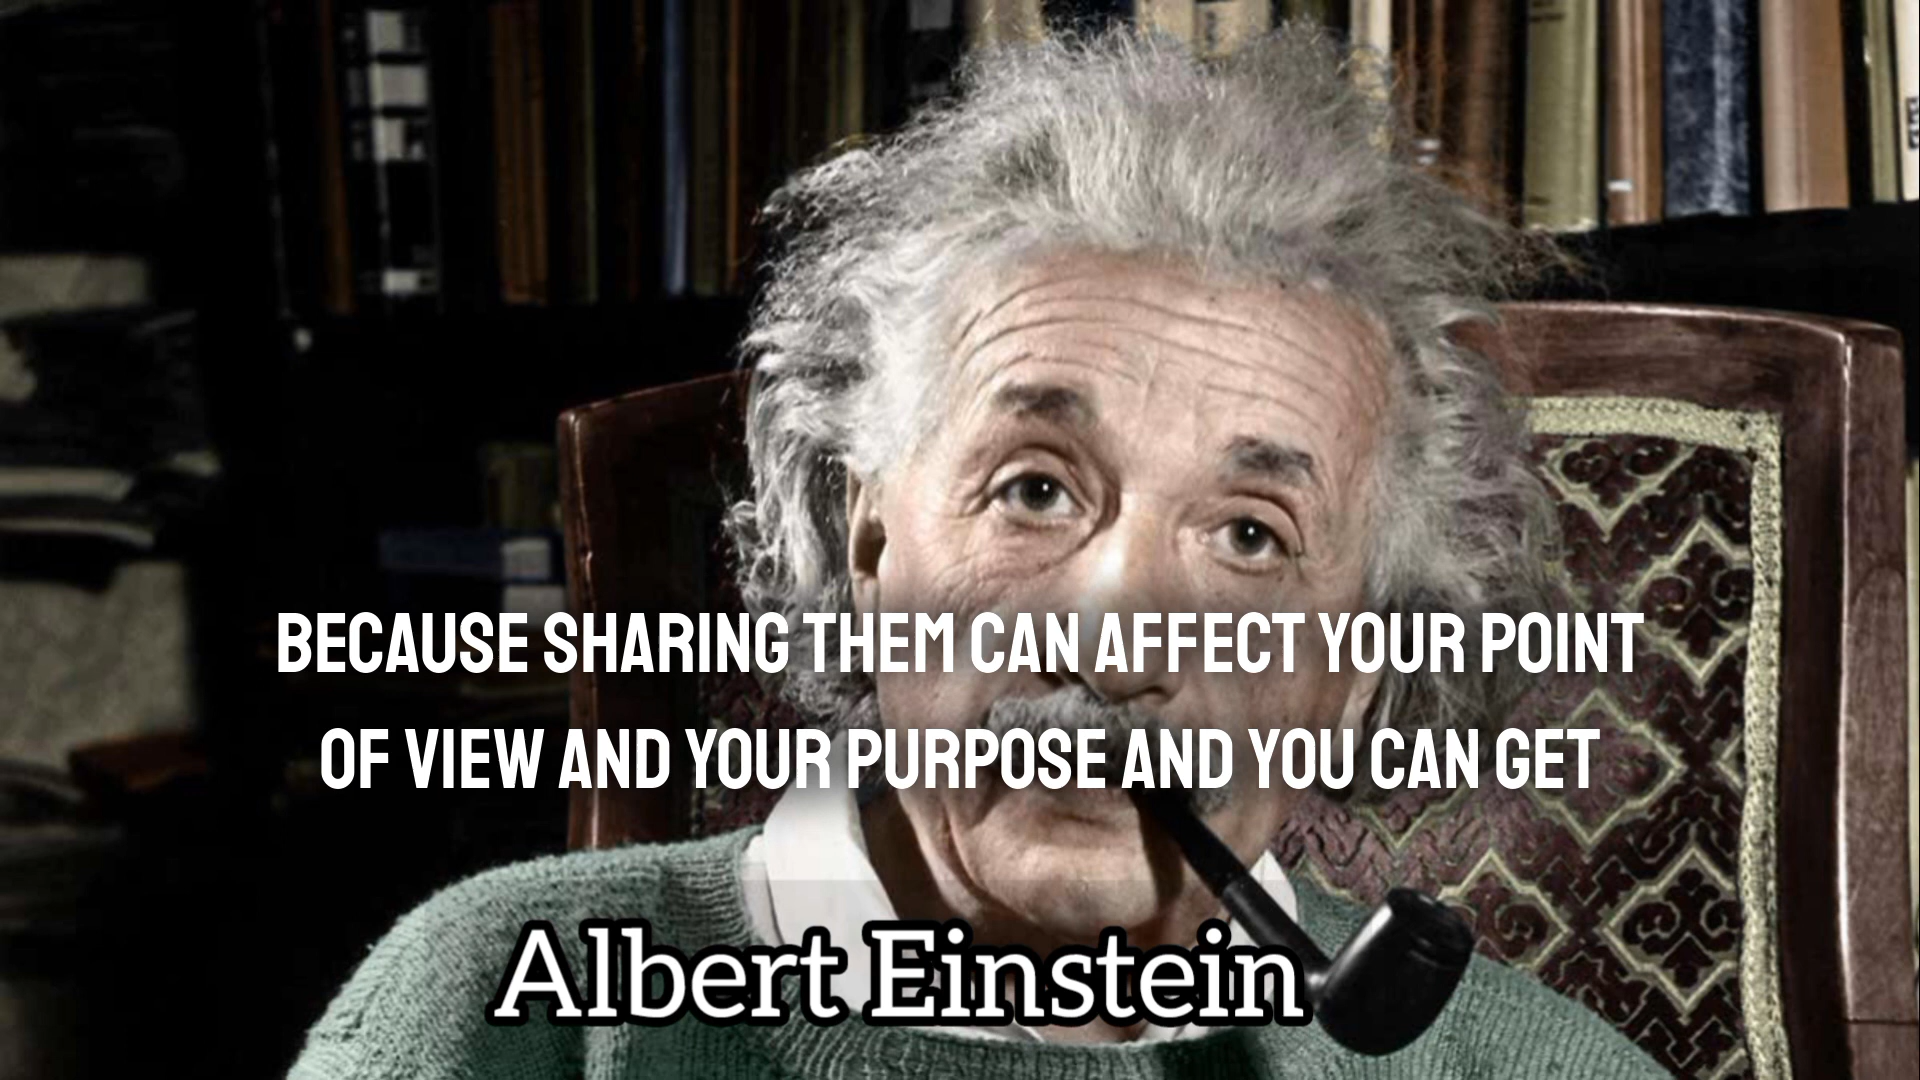 BECAUSE SHARING THEM CAN AFFECT YOUR POINT
OF VIEW AND YOUR PURPOSE AND YOU CAN GET
Albert Einstein